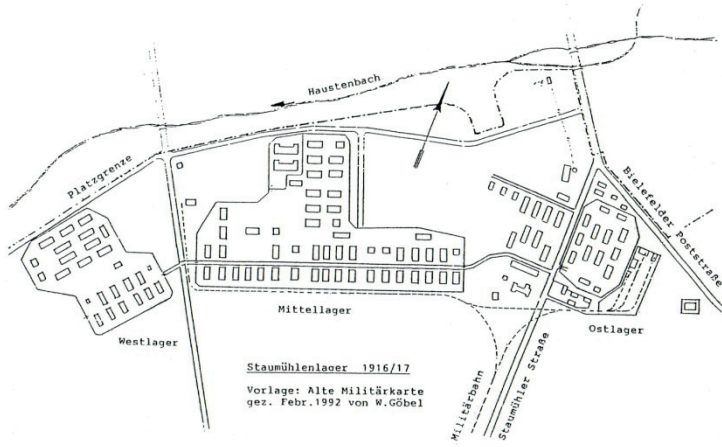 Haustenbach
Platzgrenze
Bielefelder Poststraße
Mittellager
Westlager
Ostlager
Staumühlenlager 1916/17
Vorlage: Alte Militärkarte
gez. Febr.1992 von W.Göbel
Militärbahn
Staumühler Straße